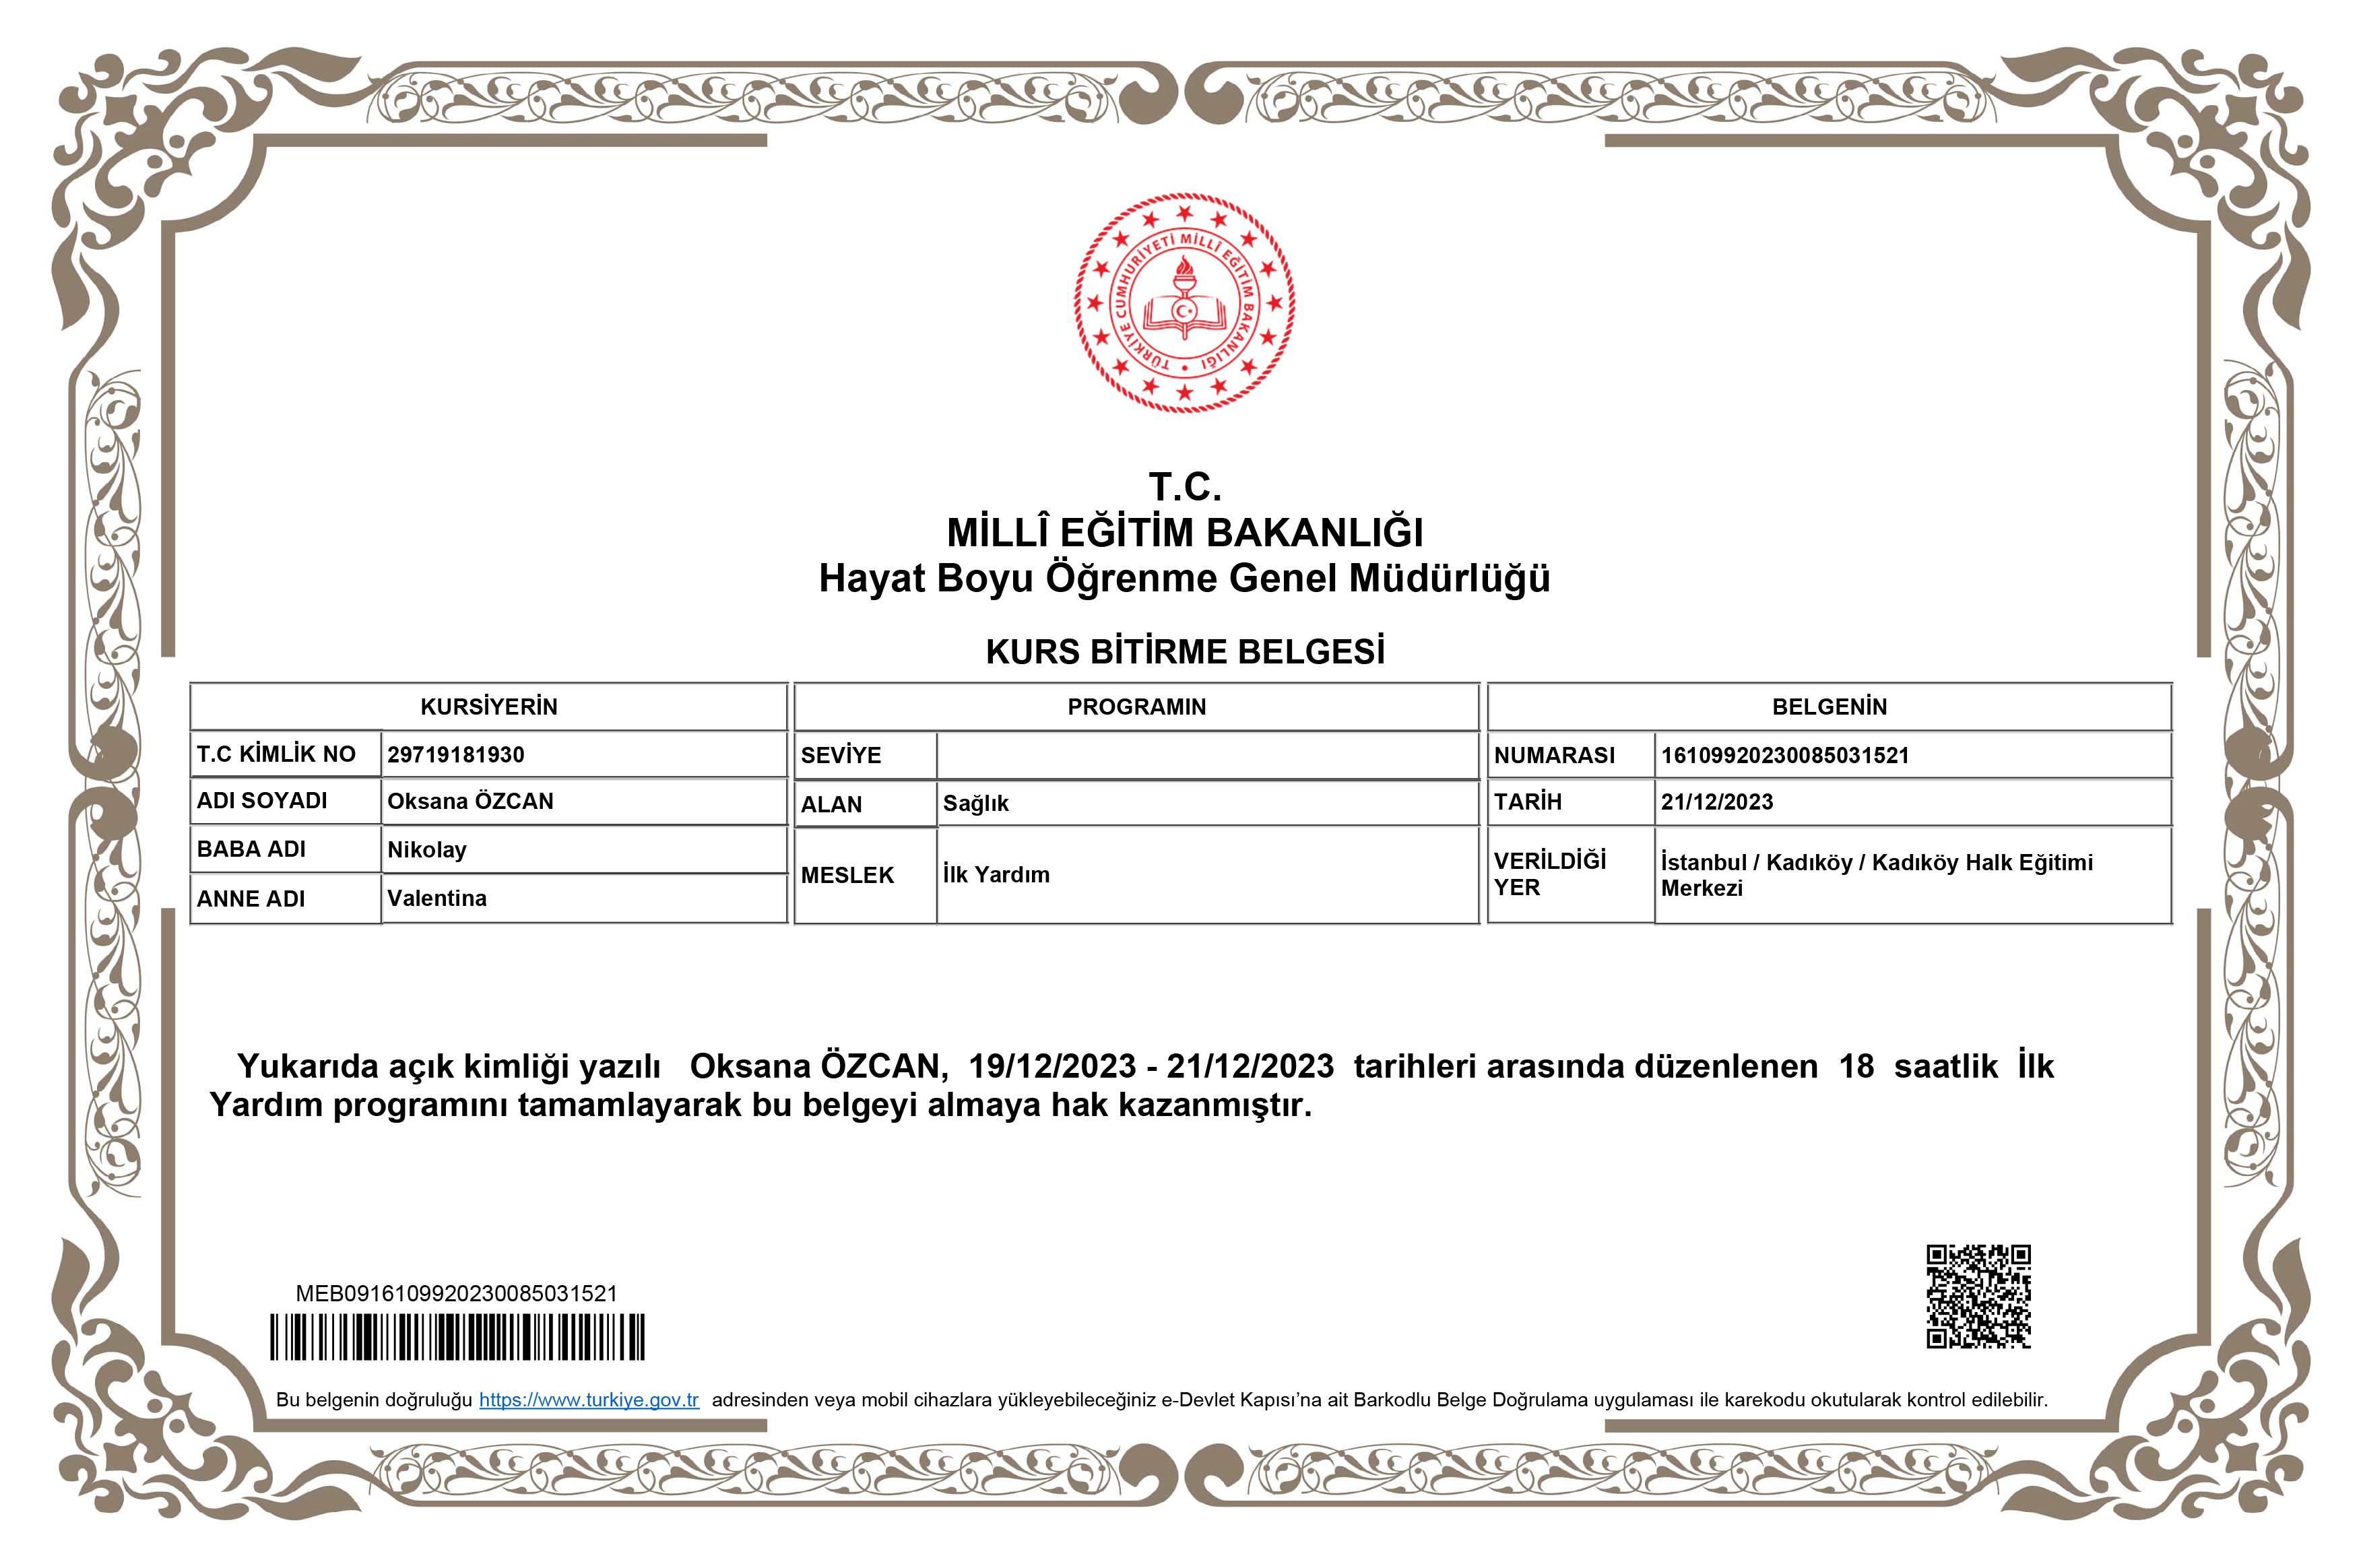 TÜRKİYE CUMHURİYETİ MİLLÎ EĞİTİM BAKANLIĞI
T.C.
MİLLÎ EĞİTİM BAKANLIĞI
Hayat Boyu Öğrenme Genel Müdürlüğü
KURS BİTİRME BELGESİ
KURSİYERİN
T.C KİMLİK NO 29719181930
ADI SOYADI Oksana ÖZCAN
BABA ADI Nikolay
ANNE ADI Valentina
PROGRAMIN
SEVİYE
ALAN Sağlık
MESLEK İlk Yardım
BELGENİN
NUMARASI 16109920230085031521
TARİH 21/12/2023
VERİLDİĞİ YER İstanbul / Kadıköy / Kadıköy Halk Eğitimi
Merkezi
Yukarıda açık kimliği yazılı Oksana ÖZCAN, 19/12/2023 - 21/12/2023 tarihleri arasında düzenlenen 18 saatlik İlk
Yardım programını tamamlayarak bu belgeyi almaya hak kazanmıştır.
MEB0916109920230085031521
Bu belgenin doğruluğu https://www.turkiye.gov.tr adresinden veya mobil cihazlara yükleyebileceğiniz e-Devlet Kapısı’na ait Barkodlu Belge Doğrulama uygulaması ile karekodu okutularak kontrol edilebilir.